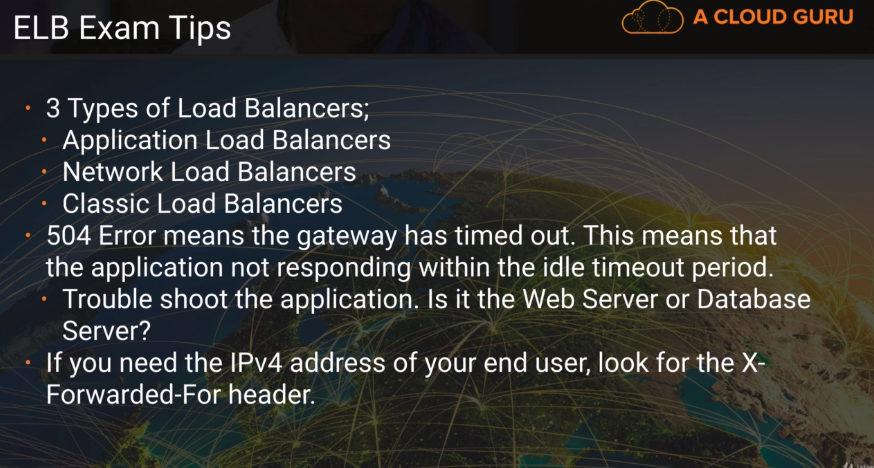 ELB Exam Tips
A CLOUD GURU
• 3 Types of Load Balancers;
• Application Load Balancers
• Network Load Balancers
• Classic Load Balancers
• 504 Error means the gateway has timed out. This means that
the application not responding within the idle timeout period.
• Trouble shoot the application. Is it the Web Server or Database
Server?
• If you need the IPv4 address of your end user, look for the X-
Forwarded-For header.